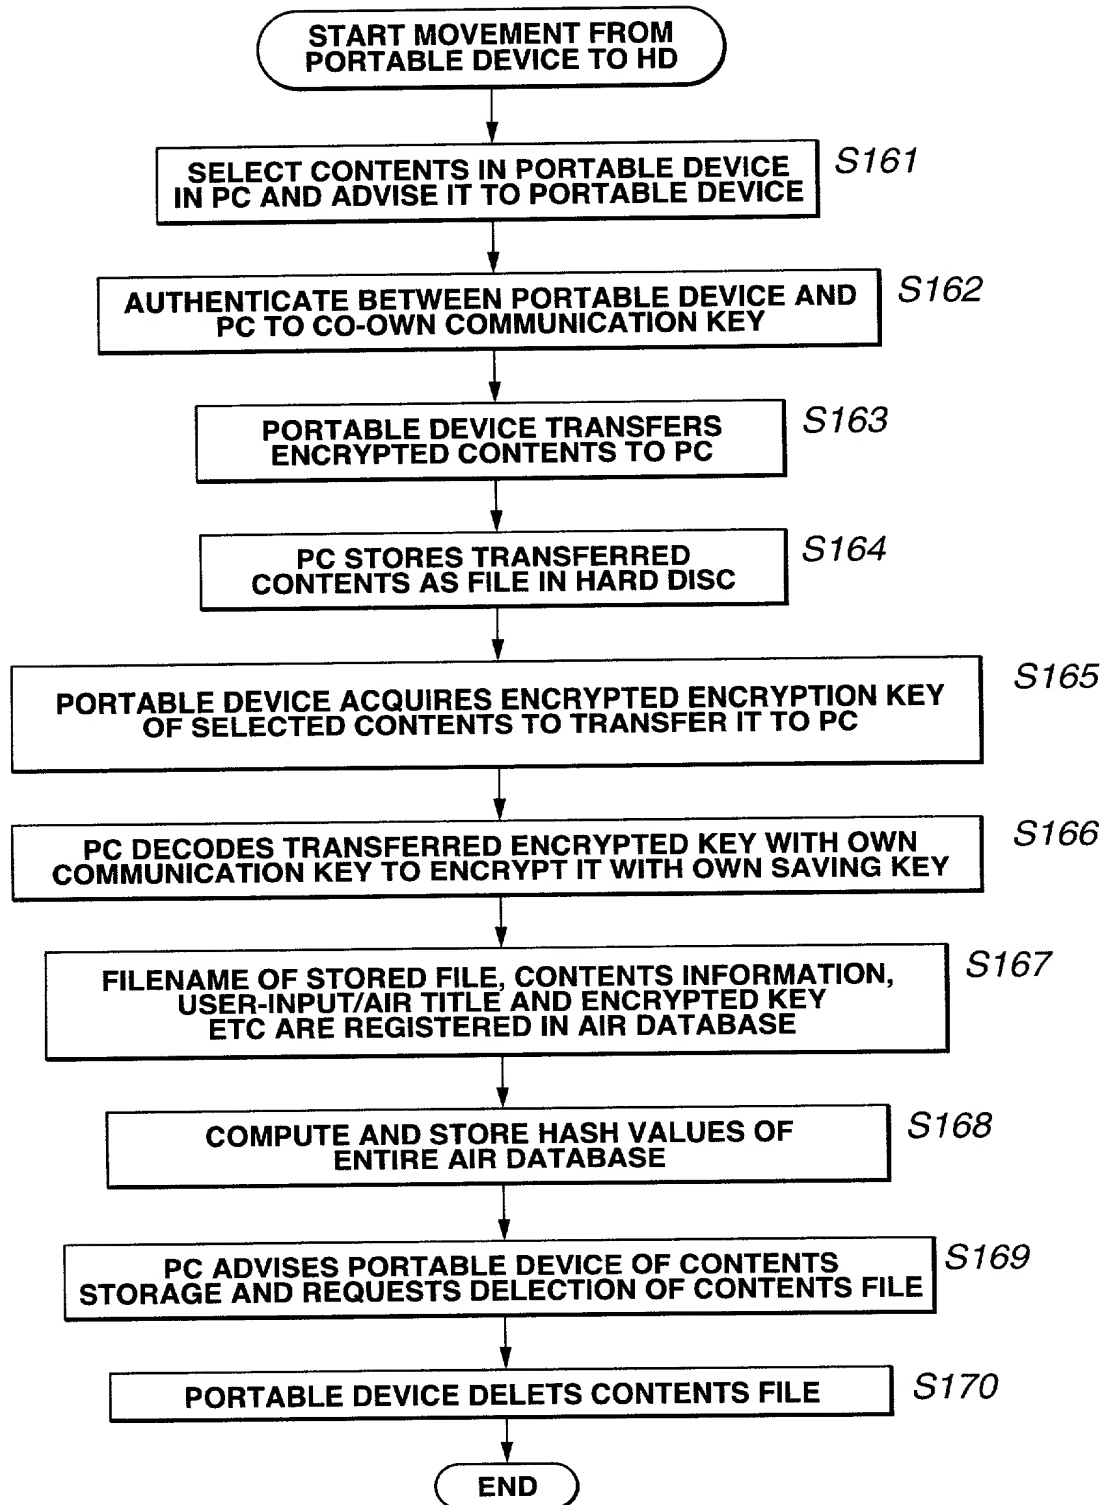 START MOVEMENT FROM
PORTABLE DEVICE TO HD
SELECT CONTENTS IN PORTABLE DEVICE
IN PC AND ADVISE IT TO PORTABLE DEVICE
S161
AUTHENTICATE BETWEEN PORTABLE DEVICE AND
PC TO CO-OWN COMMUNICATION KEY
S162
PORTABLE DEVICE TRANSFERS
ENCRYPTED CONTENTS TO PC
S163
PC STORES TRANSFERRED
CONTENTS AS FILE IN HARD DISC
S164
PORTABLE DEVICE ACQUIRES ENCRYPTED ENCRYPTION KEY
OF SELECTED CONTENTS TO TRANSFER IT TO PC
S165
PC DECODES TRANSFERRED ENCRYPTED KEY WITH OWN
COMMUNICATION KEY TO ENCRYPT IT WITH OWN SAVING KEY
S166
FILENAME OF STORED FILE, CONTENTS INFORMATION,
USER-INPUT/AIR TITLE AND ENCRYPTED KEY
ETC ARE REGISTERED IN AIR DATABASE
S167
COMPUTE AND STORE HASH VALUES OF
ENTIRE AIR DATABASE
S168
PC ADVISES PORTABLE DEVICE OF CONTENTS
STORAGE AND REQUESTS DELECTION OF CONTENTS FILE
S169
PORTABLE DEVICE DELETS CONTENTS FILE
S170
END